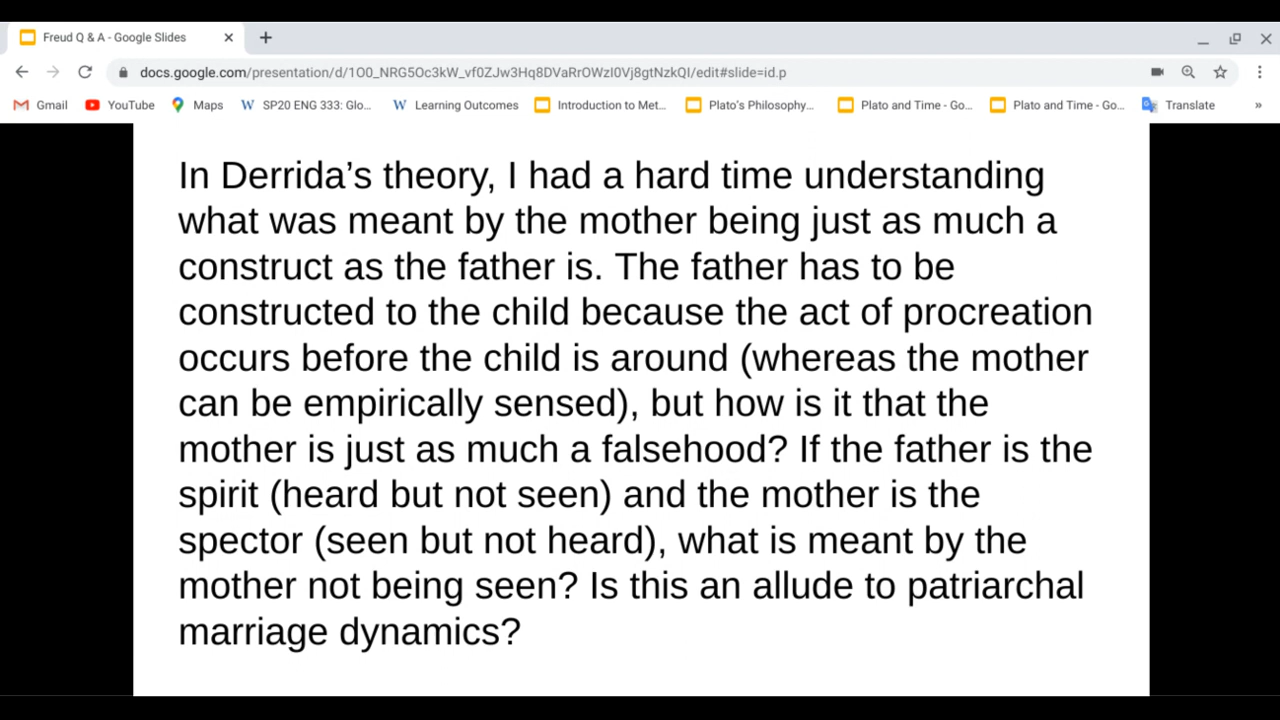 Freud Q & A - Google Slides
docs.google.com/presentation/d/1O0_NRG5Oc3kW_vf0ZJw3Hq8DVaRrOWzI0Vj8gtNzkQI/edit#slide=id.p
Gmail YouTube Maps SP20 ENG 333: Glo... Learning Outcomes Introduction to Met... Plato's Philosophy... Plato and Time - Go... Plato and Time - Go... Translate »
In Derrida's theory, I had a hard time understanding
what was meant by the mother being just as much a
construct as the father is. The father has to be
constructed to the child because the act of procreation
occurs before the child is around (whereas the mother
can be empirically sensed), but how is it that the
mother is just as much a falsehood? If the father is the
spirit (heard but not seen) and the mother is the
spector (seen but not heard), what is meant by the
mother not being seen? Is this an allude to patriarchal
marriage dynamics?